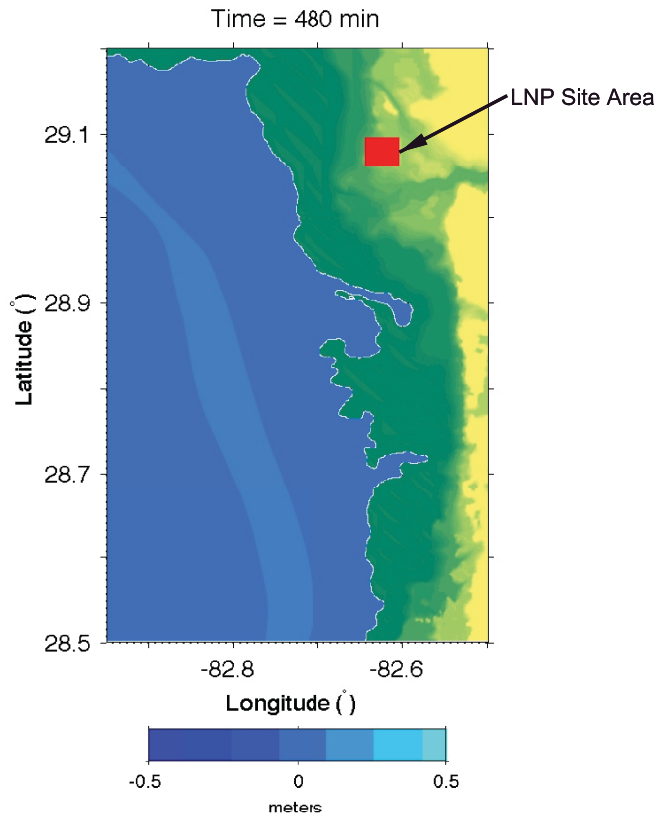 Time = 480 min
LNP Site Area
29.1
28.9
28.7
28.5
Latitude (°)
-82.8 -82.6
Longitude (°)
-0.5 0 0.5
meters